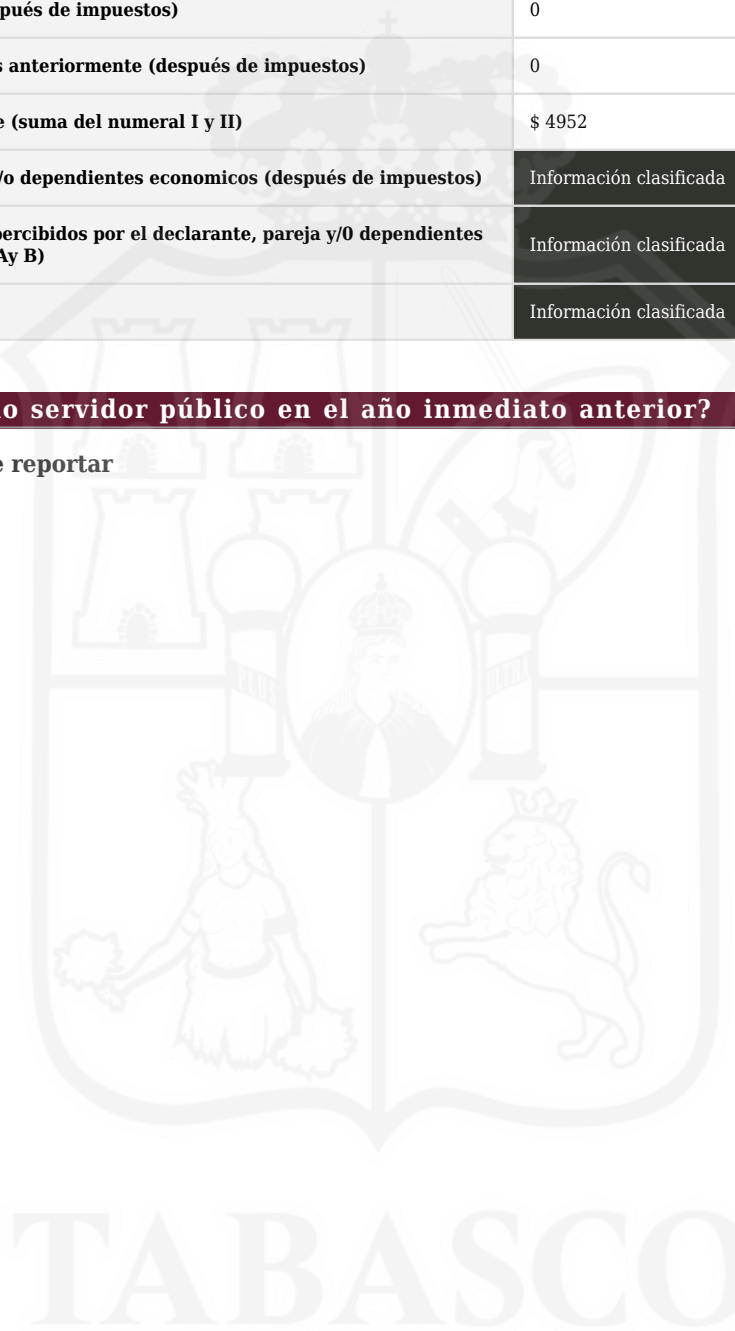 pués de impuestos) 0
s anteriormente (después de impuestos) 0
e (suma del numeral I y II) $ 4952
/o dependientes economicos (después de impuestos) Información clasificada
percibidos por el declarante, pareja y/0 dependientes
Ay B) Información clasificada
Información clasificada
o servidor público en el año inmediato anterior?
e reportar
PLUS ULTRA
TABASCO